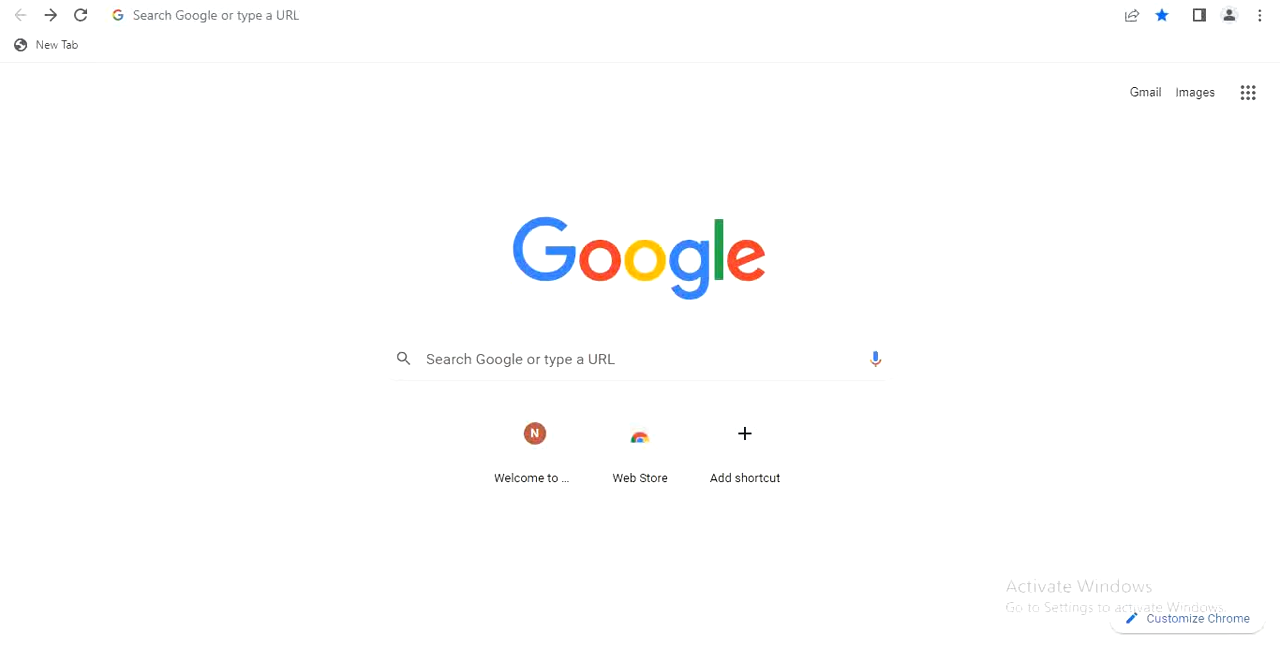 Search Google or type a URL
New Tab
Gmail Images
Google
Search Google or type a URL
N
Welcome to ... Web Store Add shortcut
Activate Windows
Go to Settings to activate Windows.
Customize Chrome